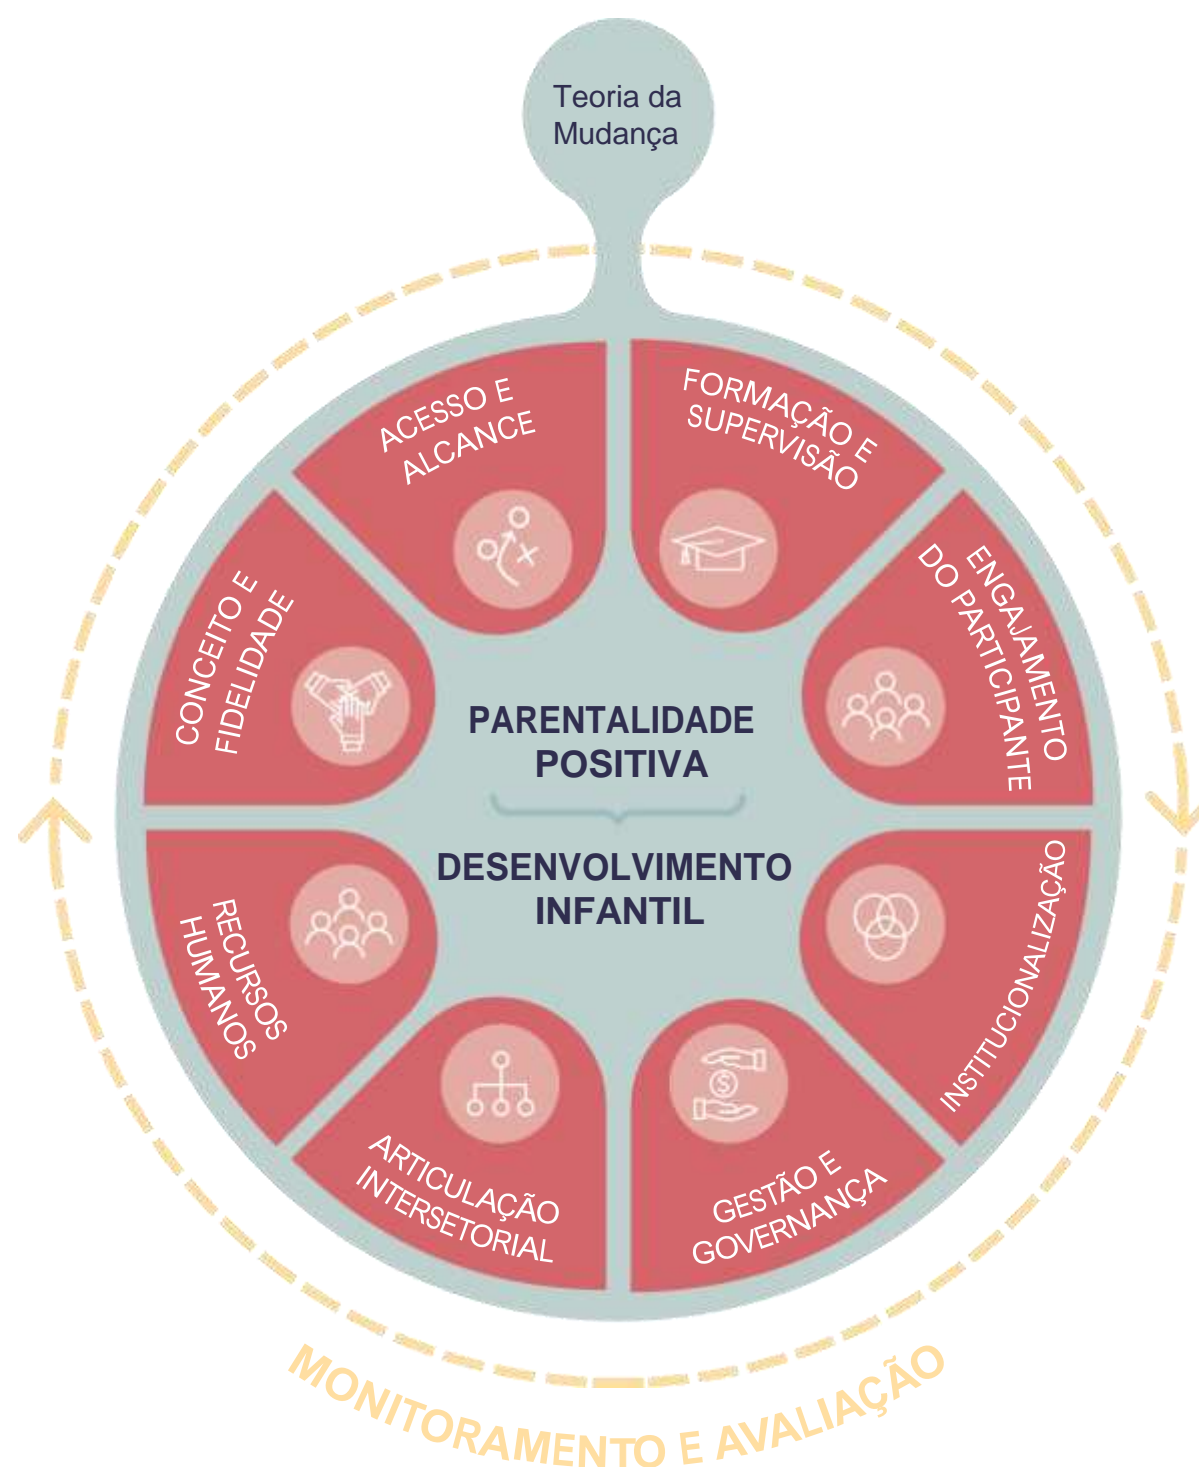 Teoria da
Mudança
ACESSO E
ALCANCE
FORMAÇÃO E
SUPERVISÃO
ENGAJAMENTO
DO PARTICIPANTE
INSTITUCIONALIZAÇÃO
GESTÃO E
GOVERNANÇA
ARTICULAÇÃO
INTERSETORIAL
RECURSOS
HUMANOS
CONCEITO E
FIDELIDADE
PARENTALIDADE
POSITIVA
DESENVOLVIMENTO
INFANTIL
$
MONITORAMENTO E AVALIAÇÃO